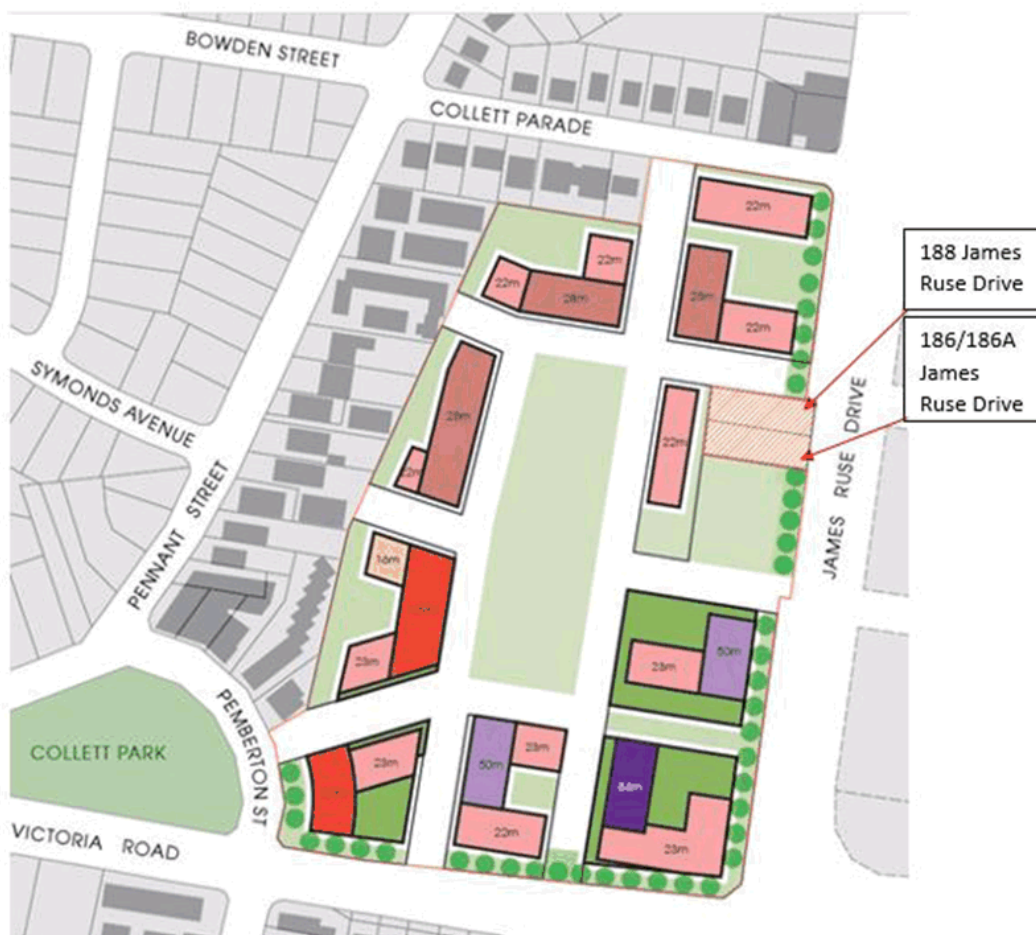 BOWDEN STREET
COLLETT PARADE
22m
188 James
Ruse Drive
22m
22m
28m
28m
22m
186/186A
James
Ruse Drive
SYMONDS AVENUE
28m
22m
22m
JAMES RUSE DRIVE
PENNANT STREET
16m
23m
23m
50m
PEMBERTON ST
COLLETT PARK
23m
50m
23m
22m
23m
VICTORIA ROAD